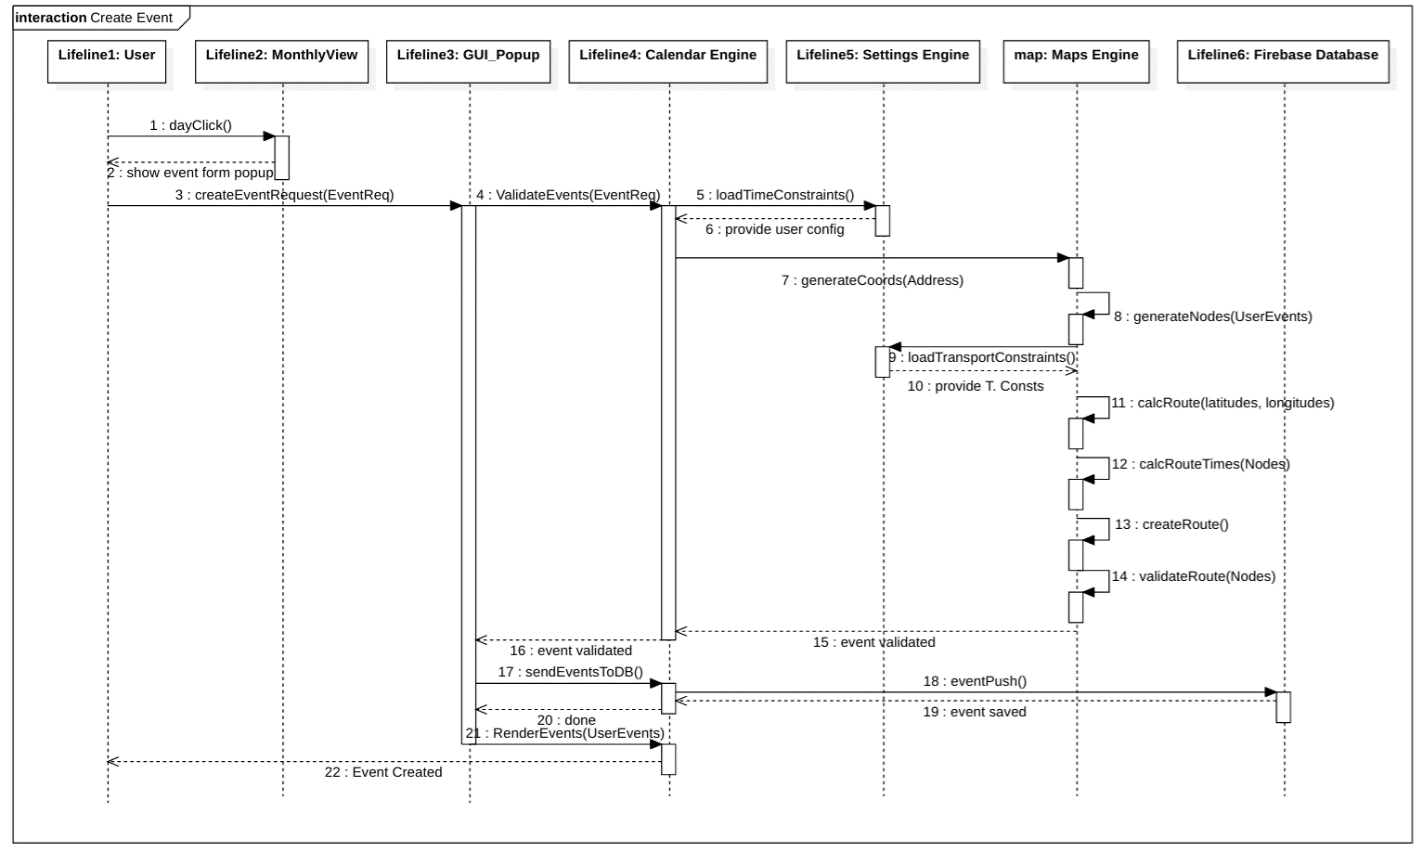 interaction Create Event
Lifeline1: User
Lifeline2: MonthlyView
Lifeline3: GUI_Popup
Lifeline4: Calendar Engine
Lifeline5: Settings Engine
map: Maps Engine
Lifeline6: Firebase Database
1 : dayClick()
2 : show event form popup
3 : createEventRequest(EventReq)
4 : ValidateEvents(EventReq)
5 : loadTimeConstraints()
6 : provide user config
7 : generateCoords(Address)
8 : generateNodes(UserEvents)
9 : loadTransportConstraints()
10 : provide T. Consts
11 : calcRoute(latitudes, longitudes)
12 : calcRouteTimes(Nodes)
13 : createRoute()
14 : validateRoute(Nodes)
15 : event validated
16 : event validated
17 : sendEventsToDB()
18 : eventPush()
19 : event saved
20 : done
21 : RenderEvents(UserEvents)
22 : Event Created